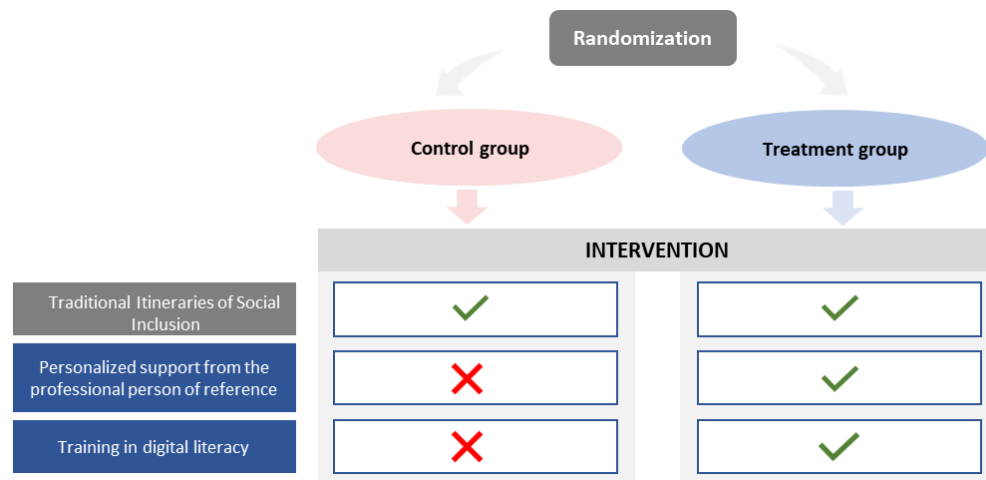 Randomization
Control group
Treatment group
INTERVENTION
Traditional Itineraries of Social
Inclusion
Personalized support from the
professional person of reference
Training in digital literacy